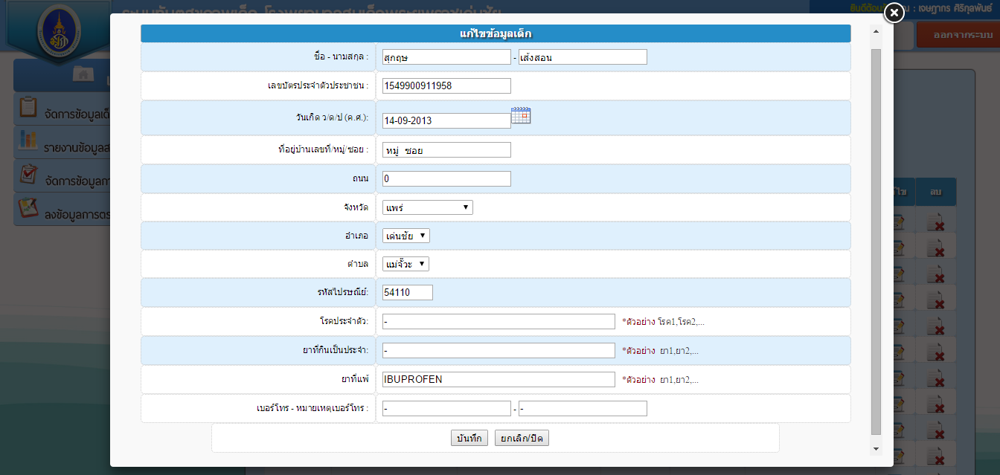 ยินดีต้อนรับคุณ : เจษฎากร ศิริกุลพันธ์
ออกจากระบบ
แก้ไขข้อมูลเด็ก
ชื่อ - นามสกุล : สุกฤษ - เส้งสอน
เลขบัตรประจำตัวประชาชน : 1549900911958
วันเกิด ว/ด/ป (ค.ศ.): 14-09-2013
ที่อยู่บ้านเลขที่/หมู่/ซอย : หมู่ ซอย
ถนน 0
จังหวัด แพร่
อำเภอ เด่นชัย
ตำบล แม่จั๊วะ
รหัสไปรษณีย์: 54110
โรคประจำตัว: - *ตัวอย่าง โรค1,โรค2,...
ยาที่กินเป็นประจำ: - *ตัวอย่าง ยา1,ยา2,...
ยาที่แพ้ IBUPROFEN *ตัวอย่าง ยา1,ยา2,...
เบอร์โทร - หมายเหตุเบอร์โทร : - - -
บันทึก ยกเลิก/ปิด
จัดการข้อมูลเด็
รายงานข้อมูลส
จัดการข้อมูลกา
ลงข้อมูลการตร
ลบ